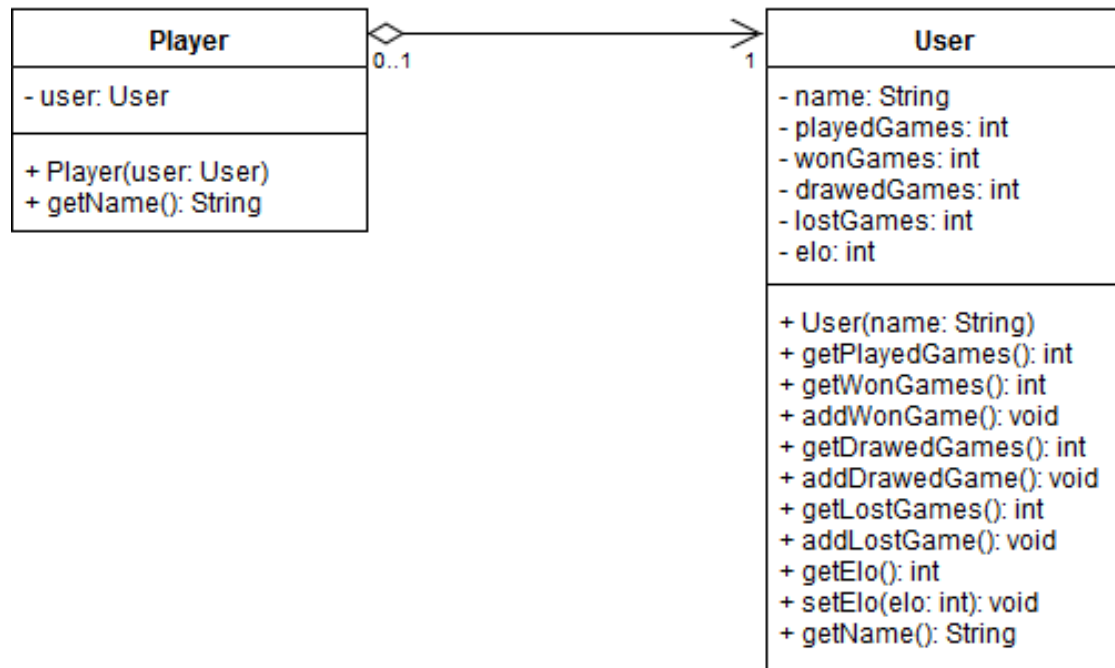 Player
- user: User
+ Player(user: User)
+ getName(): String
0..1
1
User
- name: String
- playedGames: int
- wonGames: int
- drawedGames: int
- lostGames: int
- elo: int
+ User(name: String)
+ getPlayedGames(): int
+ getWonGames(): int
+ addWonGame(): void
+ getDrawedGames(): int
+ addDrawedGame(): void
+ getLostGames(): int
+ addLostGame(): void
+ getElo(): int
+ setElo(elo: int): void
+ getName(): String